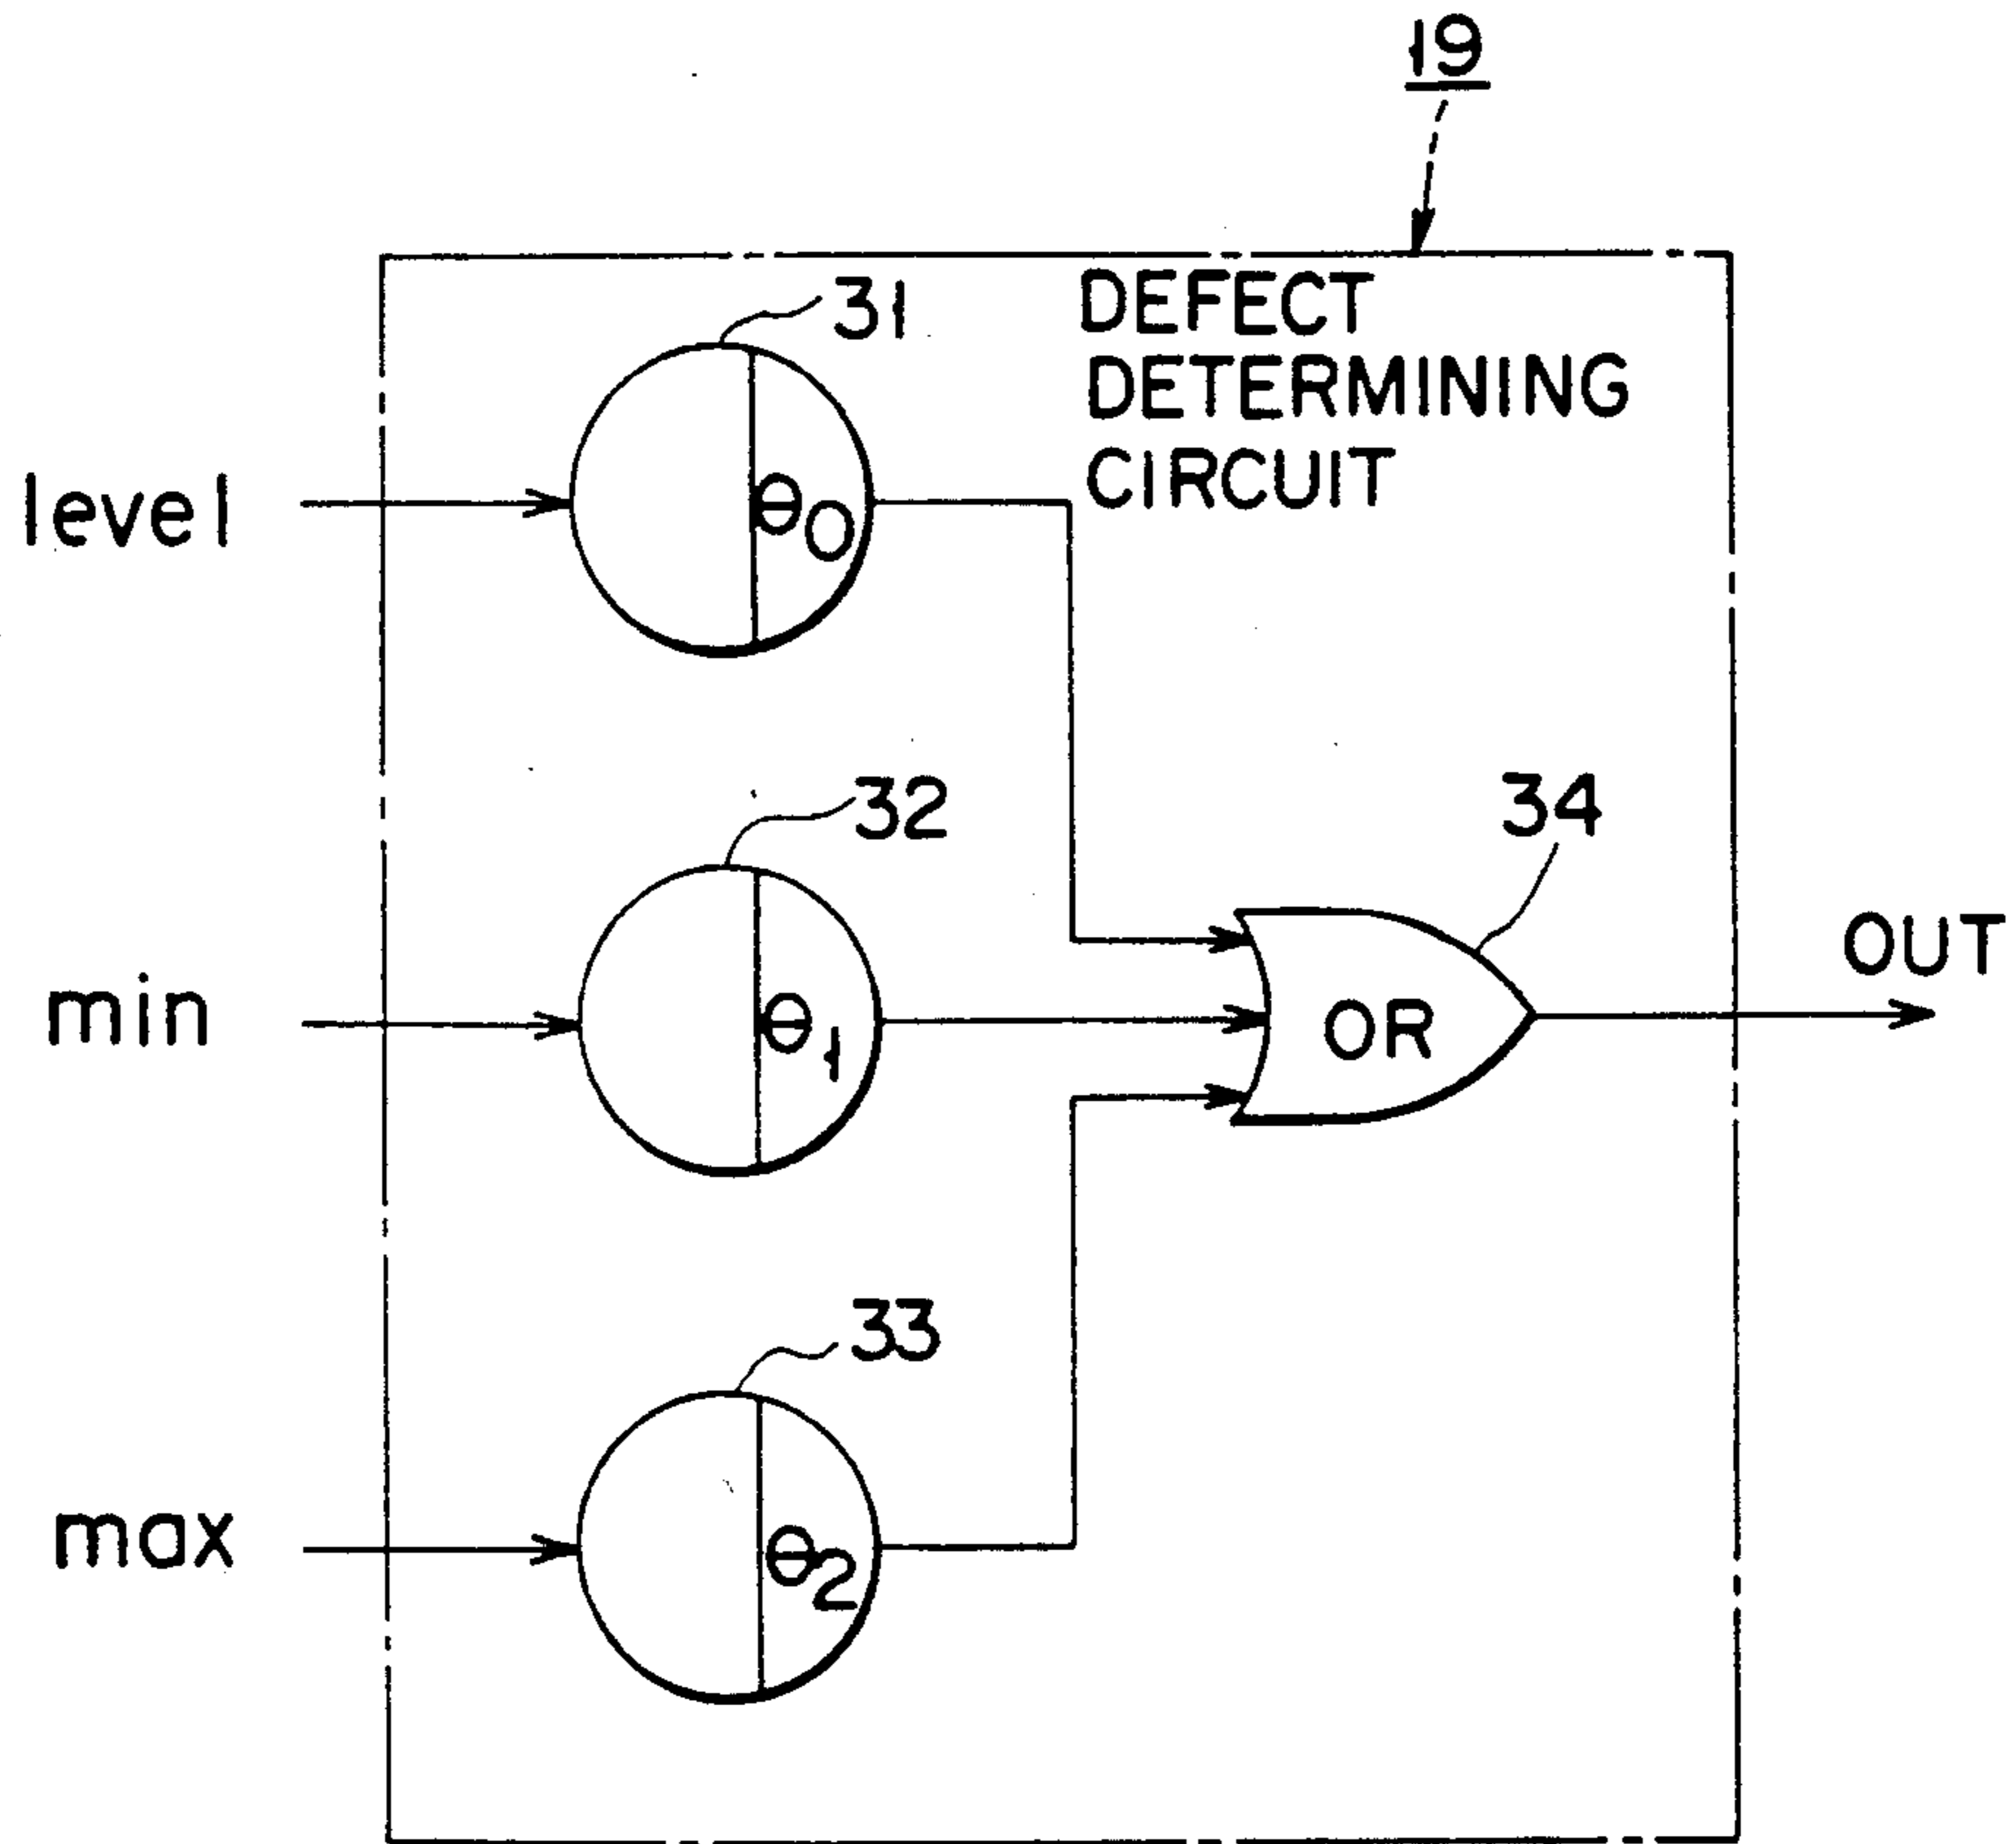 19
31
DEFECT
DETERMINING
CIRCUIT
level
θ0
32
34
min
θ1
OR
OUT
33
max
θ2